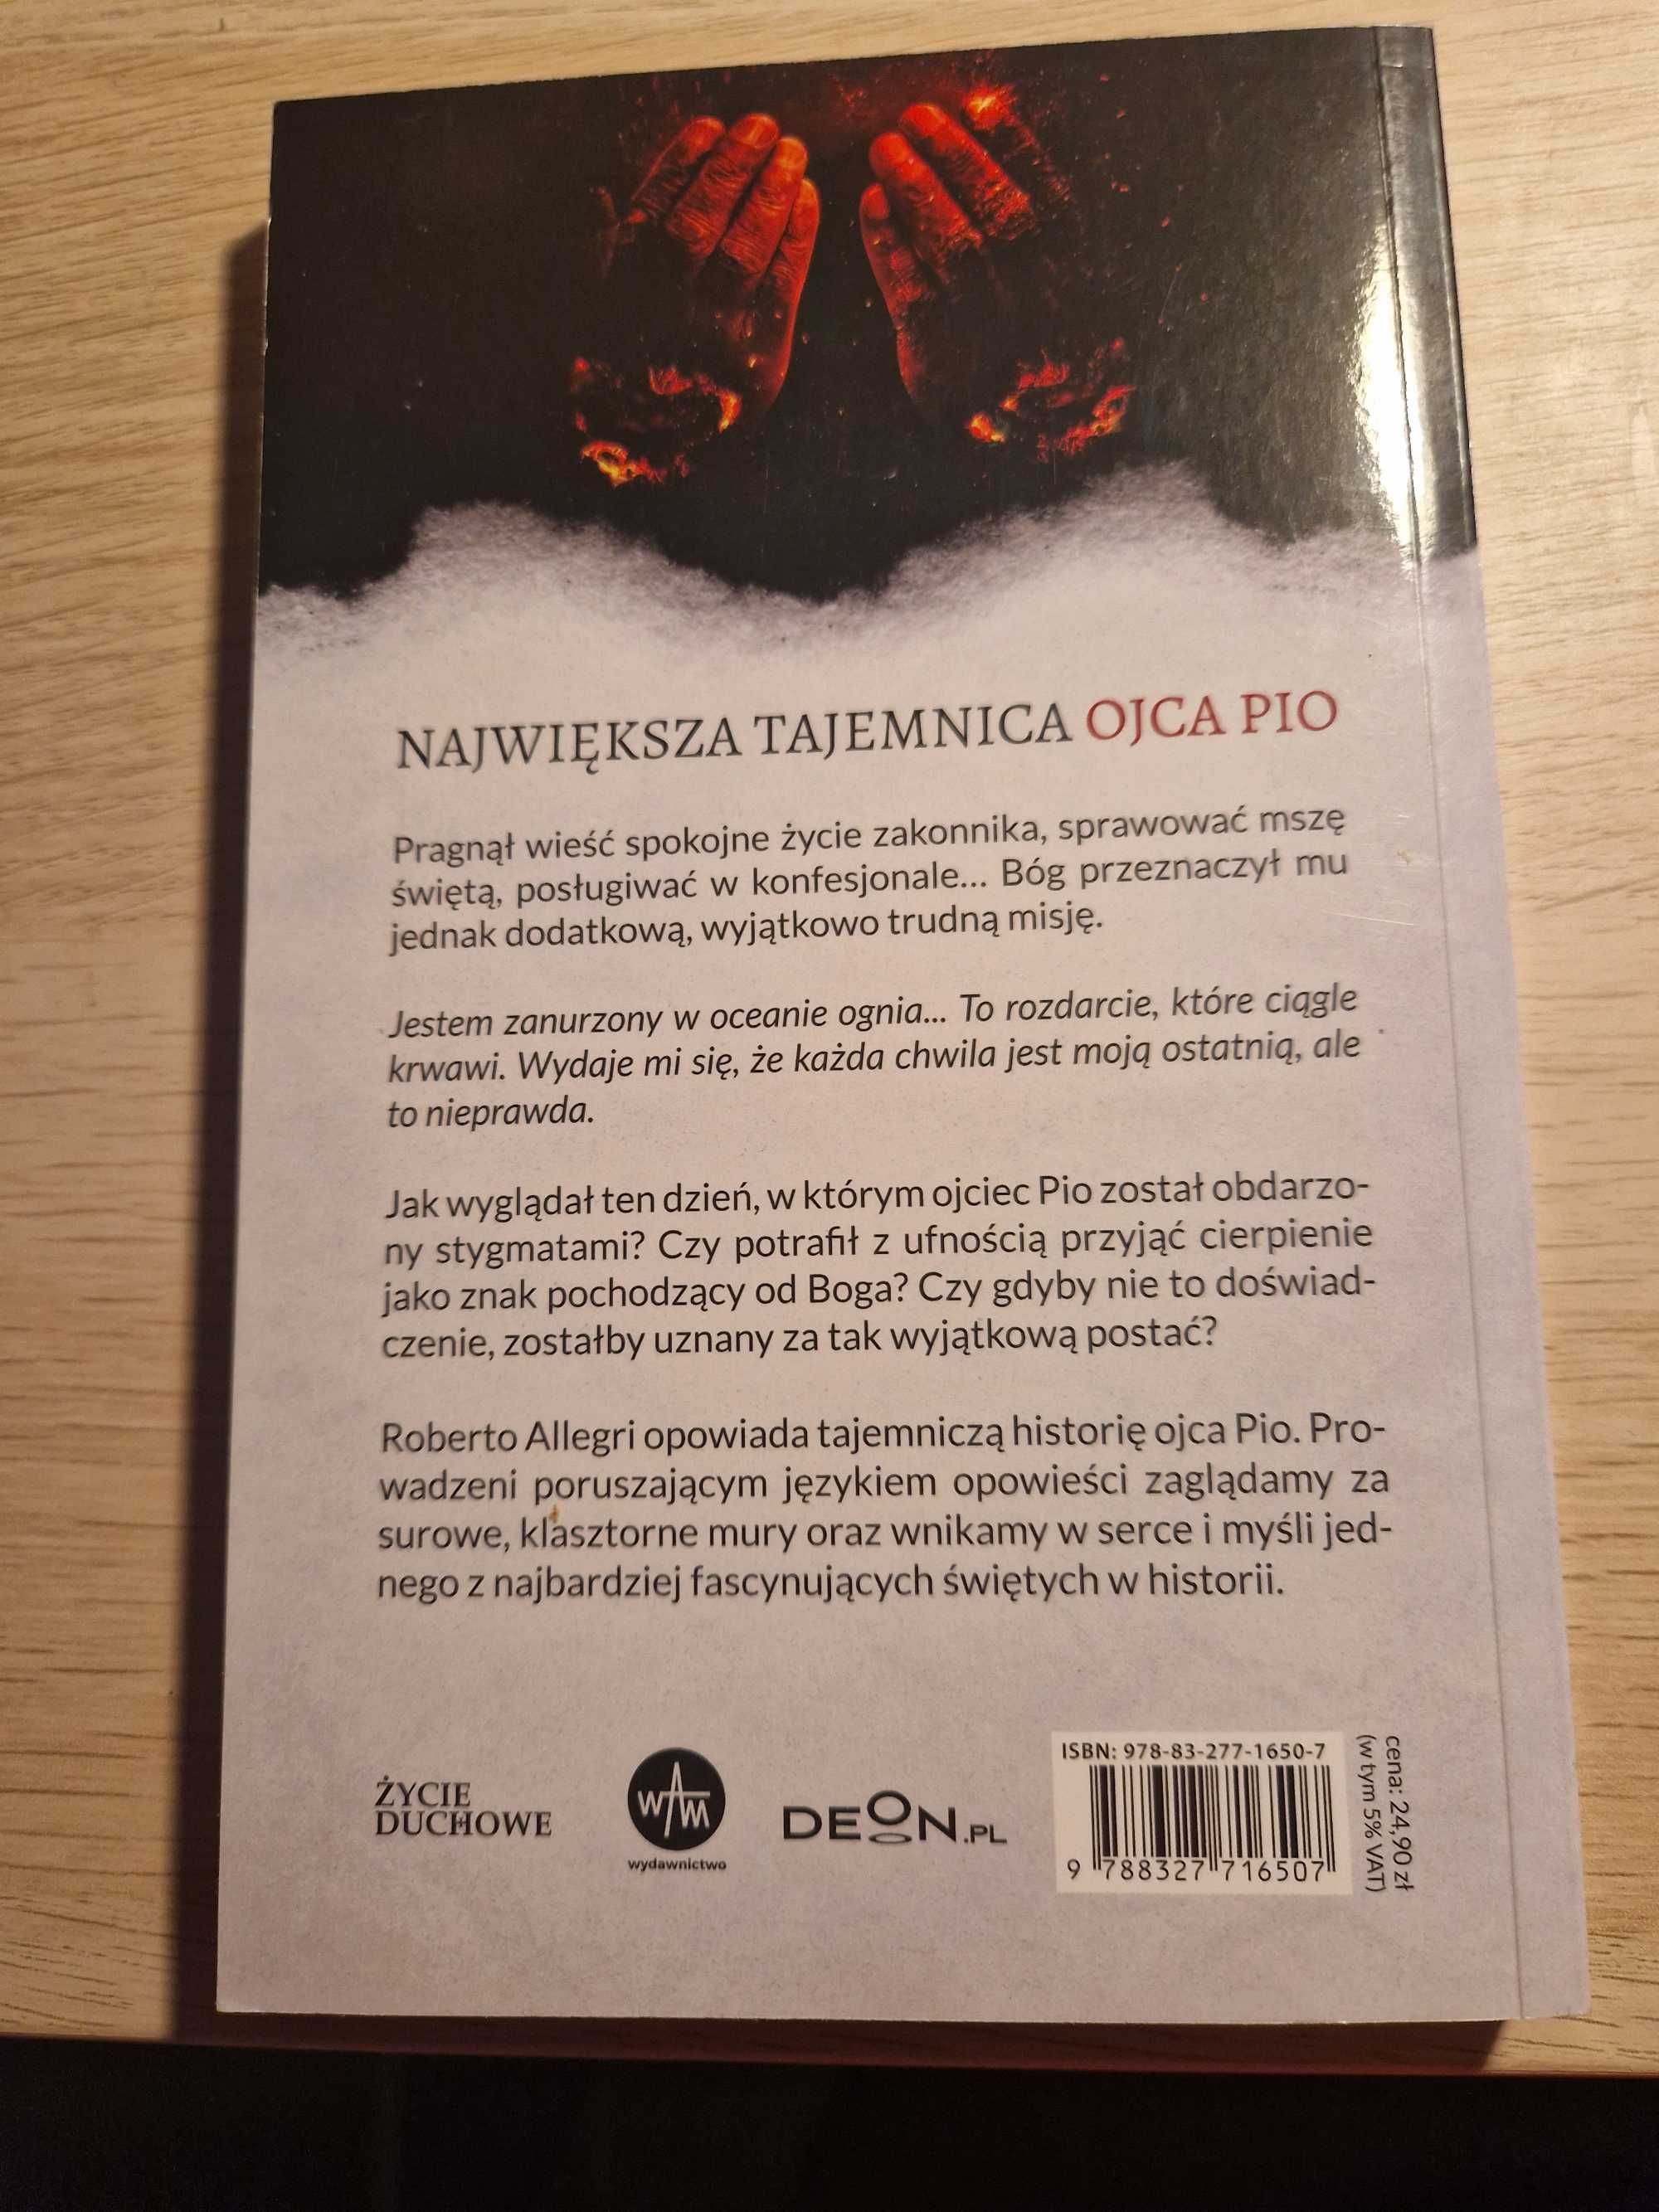 NAJWIĘKSZA TAJEMNICA OJCA PIO
Pragnął wieść spokojne życie zakonnika, sprawować mszę
świętą, posługiwać w konfesjonale... Bóg przeznaczył mu
jednak dodatkową, wyjątkowo trudną misję.
Jestem zanurzony w oceanie ognia... To rozdarcie, które ciągle
krwawi. Wydaje mi się, że każda chwila jest moją ostatnią, ale
to nieprawda.
Jak wyglądał ten dzień, w którym ojciec Pio został obdarzo-
ny stygmatami? Czy potrafił z ufnością przyjąć cierpienie
jako znak pochodzący od Boga? Czy gdyby nie to doświad-
czenie, zostałby uznany za tak wyjątkową postać?
Roberto Allegri opowiada tajemniczą historię ojca Pio. Pro-
wadzeni poruszającym językiem opowieści zaglądamy za
surowe, klasztorne mury oraz wnikamy w serce i myśli jed-
nego z najbardziej fascynujących świętych w historii.
ŻYCIE
DUCHOWE
WAM
wydawnictwo
DEON.PL
ISBN: 978-83-277-1650-7
9 788327 716507
cena: 24,90 zł
(w tym 5% VAT)